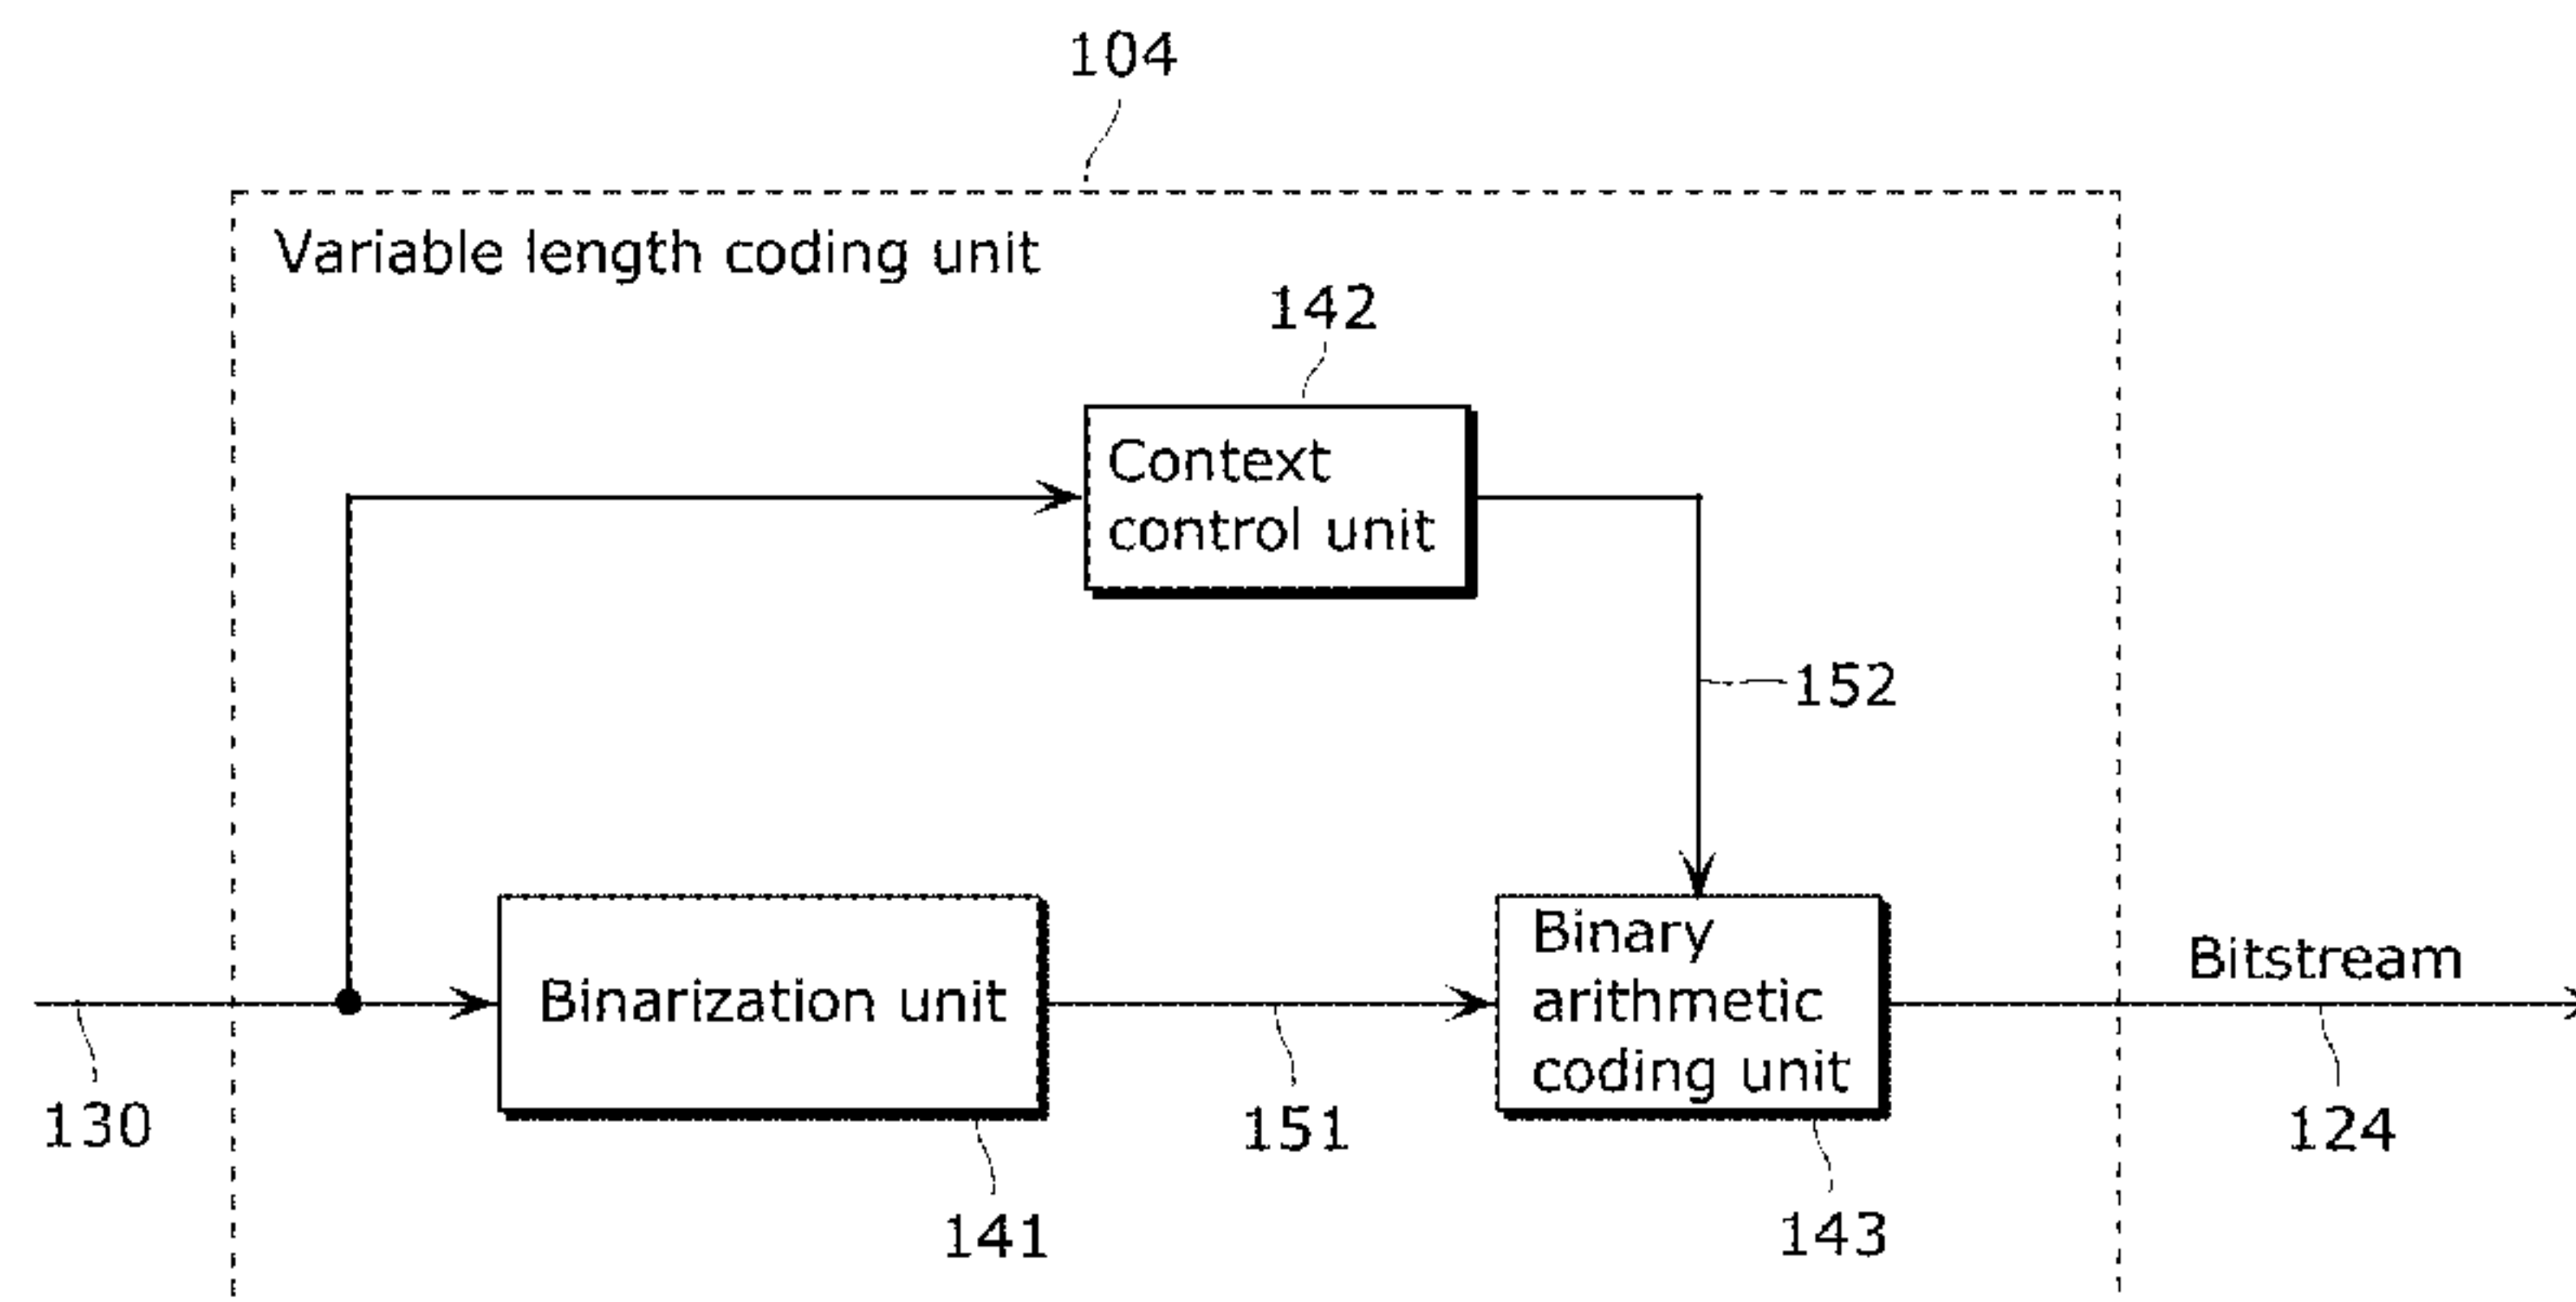 104
Variable length coding unit
142
Context
control unit
152
Binary
arithmetic
coding unit
Binarization unit
Bitstream
130
151
124
141
143